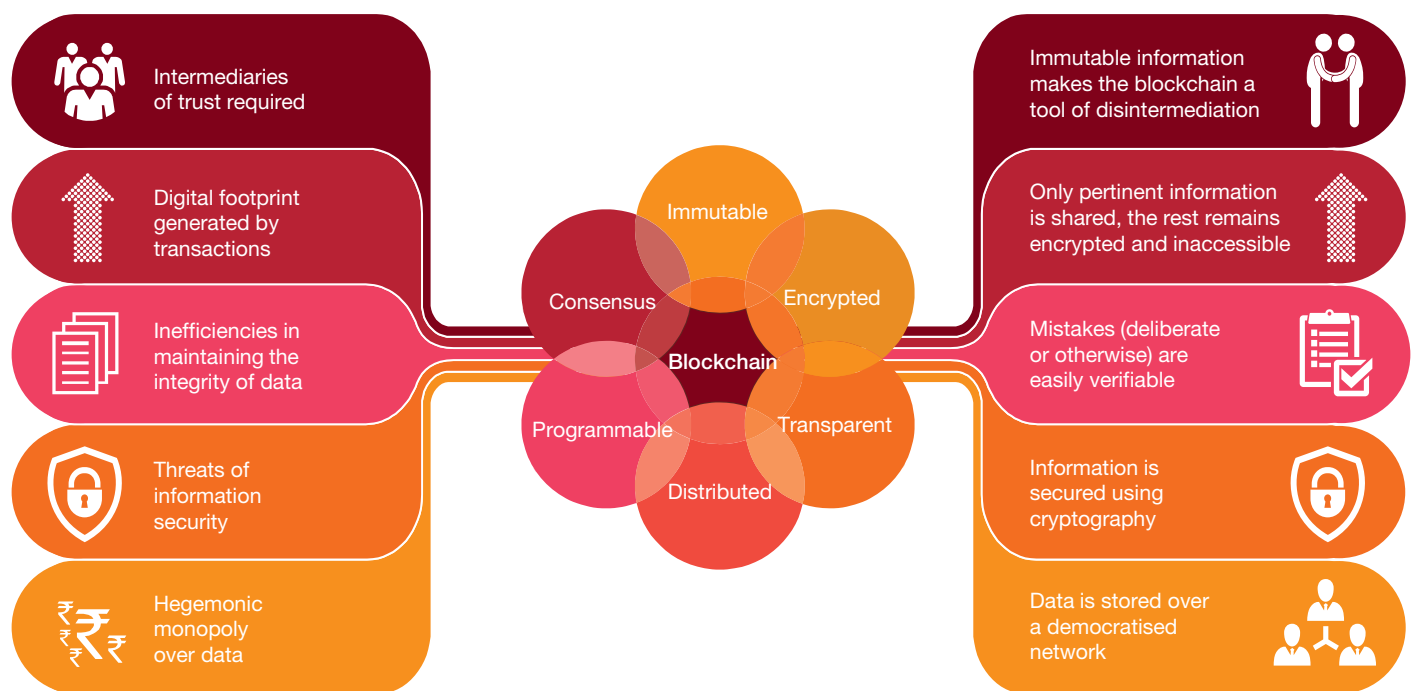 Intermediaries
of trust required
Digital footprint
generated by
transactions
Inefficiencies in
maintaining the
integrity of data
Threats of
information
security
₹
₹
₹
₹
₹
₹
Hegemonic
monopoly
over data
Immutable
Consensus
Encrypted
Blockchain
Programmable
Transparent
Distributed
Immutable information
makes the blockchain a
tool of disintermediation
Only pertinent information
is shared, the rest remains
encrypted and inaccessible
Mistakes (deliberate
or otherwise) are
easily verifiable
Information is
secured using
cryptography
Data is stored over
a democratised
network